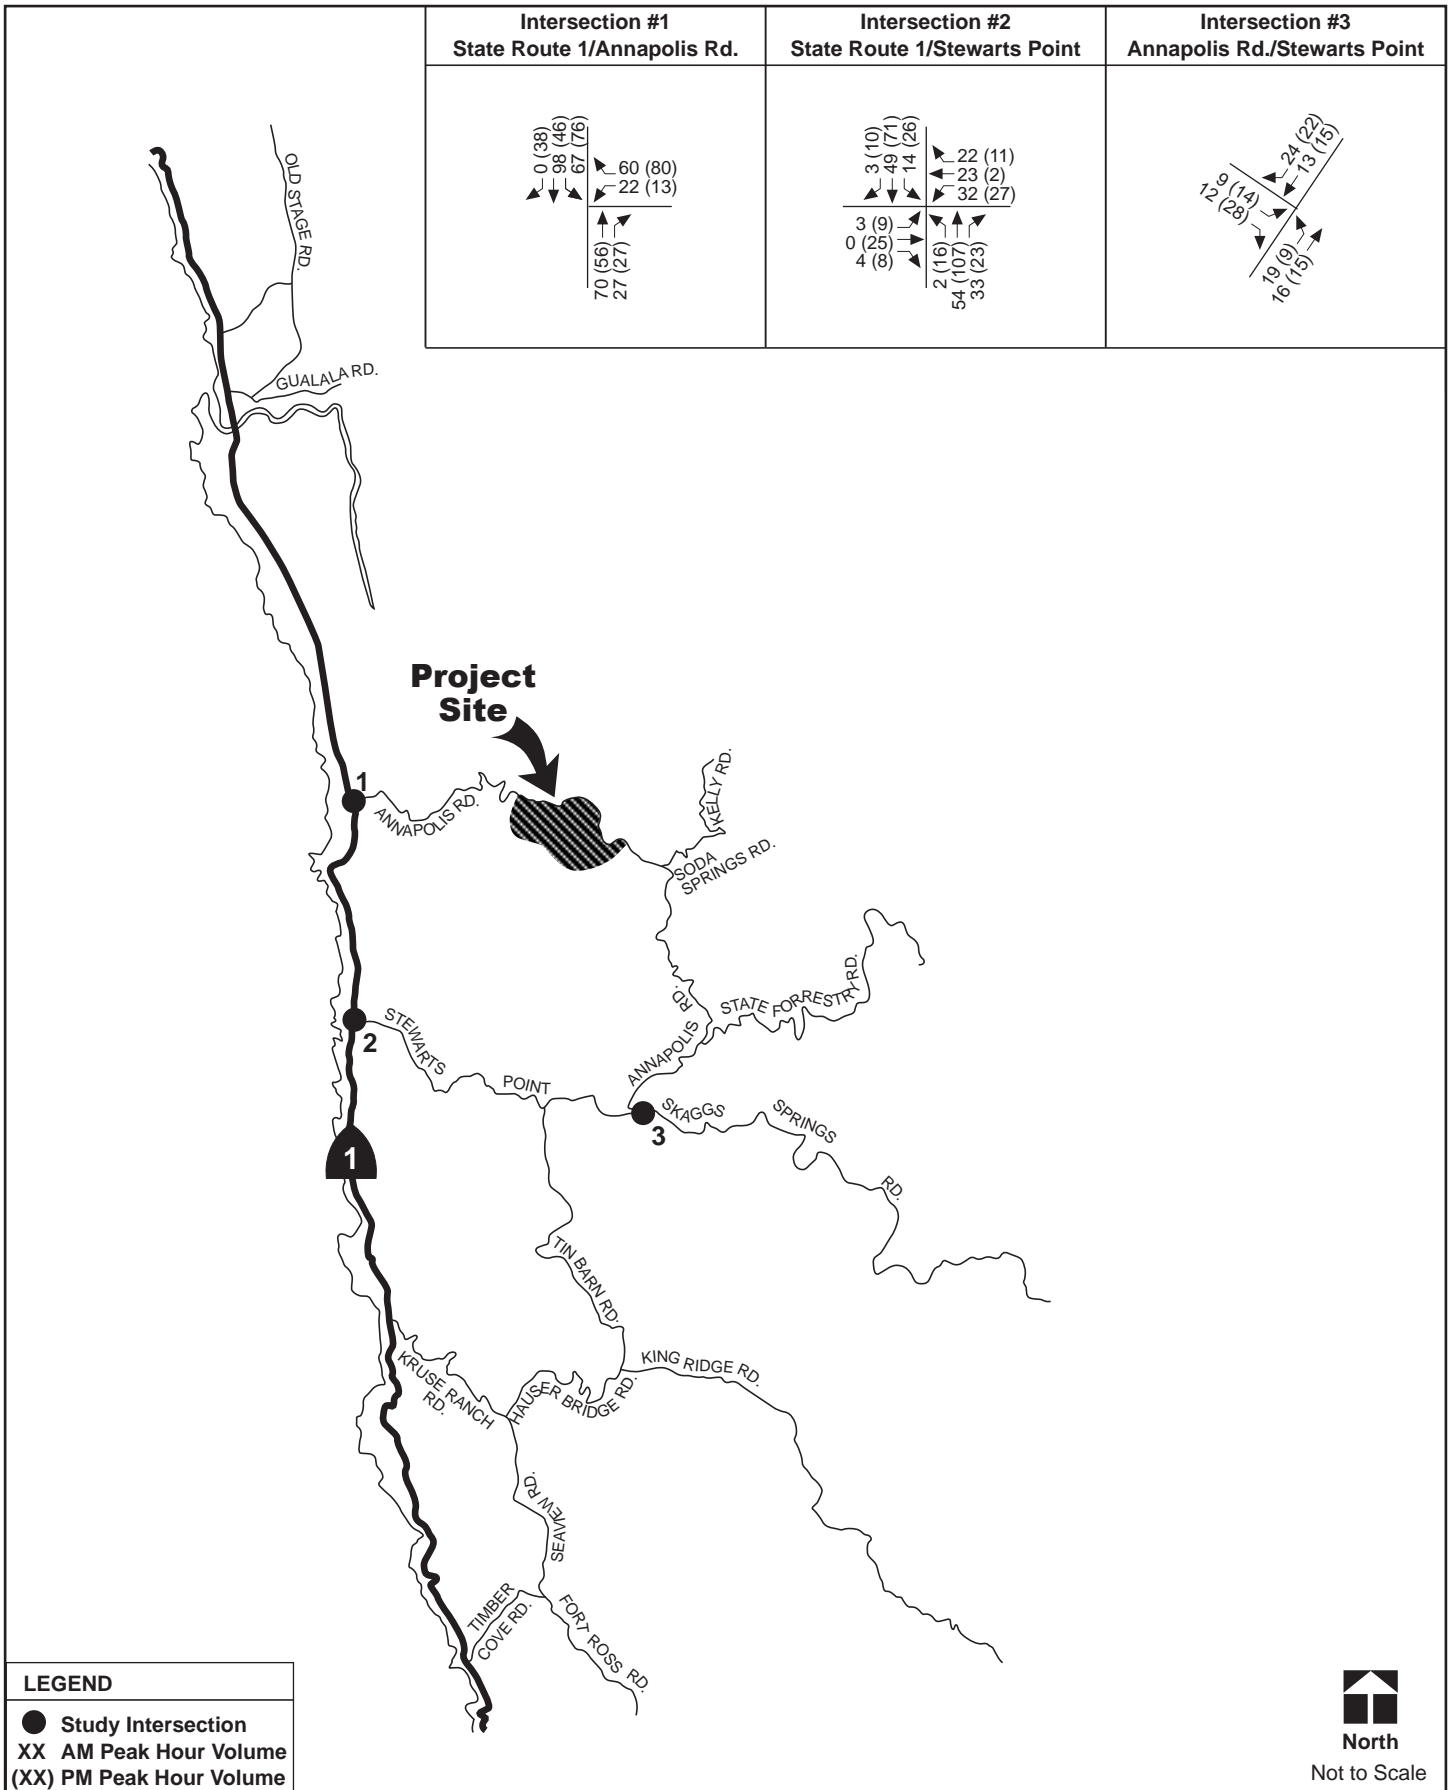 Intersection #1
State Route 1/Annapolis Rd.
Intersection #2
State Route 1/Stewarts Point
Intersection #3
Annapolis Rd./Stewarts Point
0 (38)
98 (46)
67 (76)
60 (80)
22 (13)
70 (56)
27 (27)
3 (10)
49 (71)
14 (26)
22 (11)
23 (2)
32 (27)
3 (9)
0 (25)
4 (8)
2 (16)
54 (107)
33 (23)
24 (22)
13 (15)
9 (14)
12 (28)
19 (9)
16 (15)
OLD STAGE RD.
GUALALA RD.
Project
Site
1
ANNAPOLIS RD.
KELLY RD.
SODA
SPRINGS RD.
STATE FORRESTRY RD.
ANNAPOLIS RD.
2
STEWARTS
POINT
3
SKAGGS
SPRINGS
RD.
1
TIN BARN RD.
KRUSE RANCH
RD.
HAUSER BRIDGE RD.
KING RIDGE RD.
SEAVIEW RD.
TIMBER
COVE RD.
FORT ROSS RD.
LEGEND
Study Intersection
XX AM Peak Hour Volume
(XX) PM Peak Hour Volume
North
Not to Scale